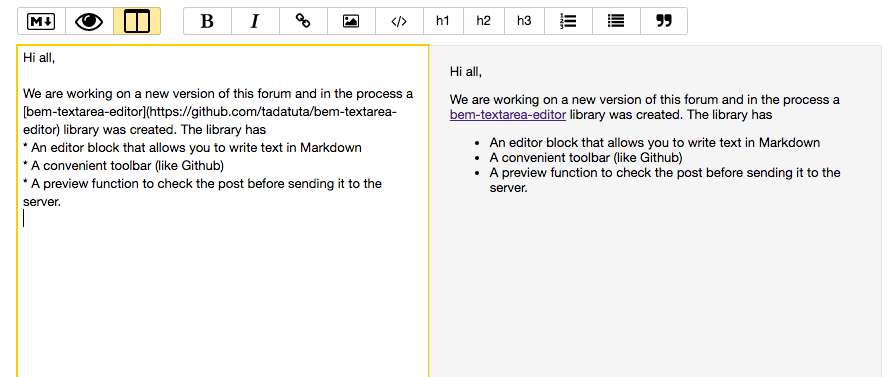 M↓ B I </> h1 h2 h3
Hi all,
We are working on a new version of this forum and in the process a
[bem-textarea-editor](https://github.com/tadatuta/bem-textarea-
editor) library was created. The library has
* An editor block that allows you to write text in Markdown
* A convenient toolbar (like Github)
* A preview function to check the post before sending it to the
server.
Hi all,
We are working on a new version of this forum and in the process a
bem-textarea-editor library was created. The library has
• An editor block that allows you to write text in Markdown
• A convenient toolbar (like Github)
• A preview function to check the post before sending it to the
server.